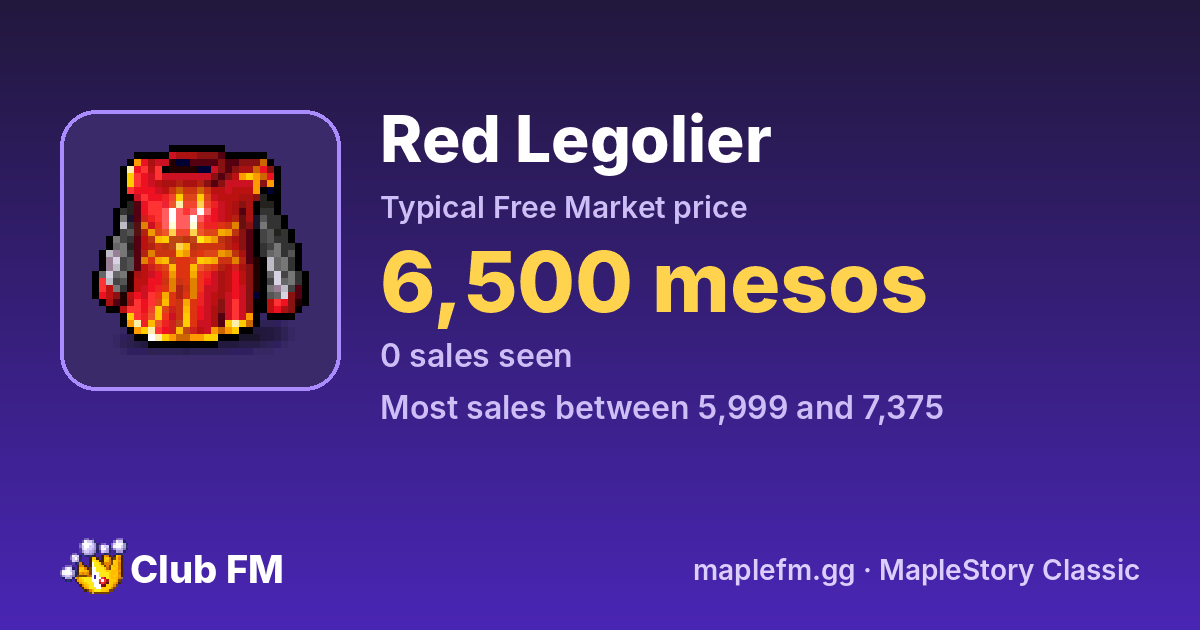 Red Legolier
Typical Free Market price
6,500 mesos
0 sales seen
Most sales between 5,999 and 7,375
Club FM
maplefm.gg · MapleStory Classic